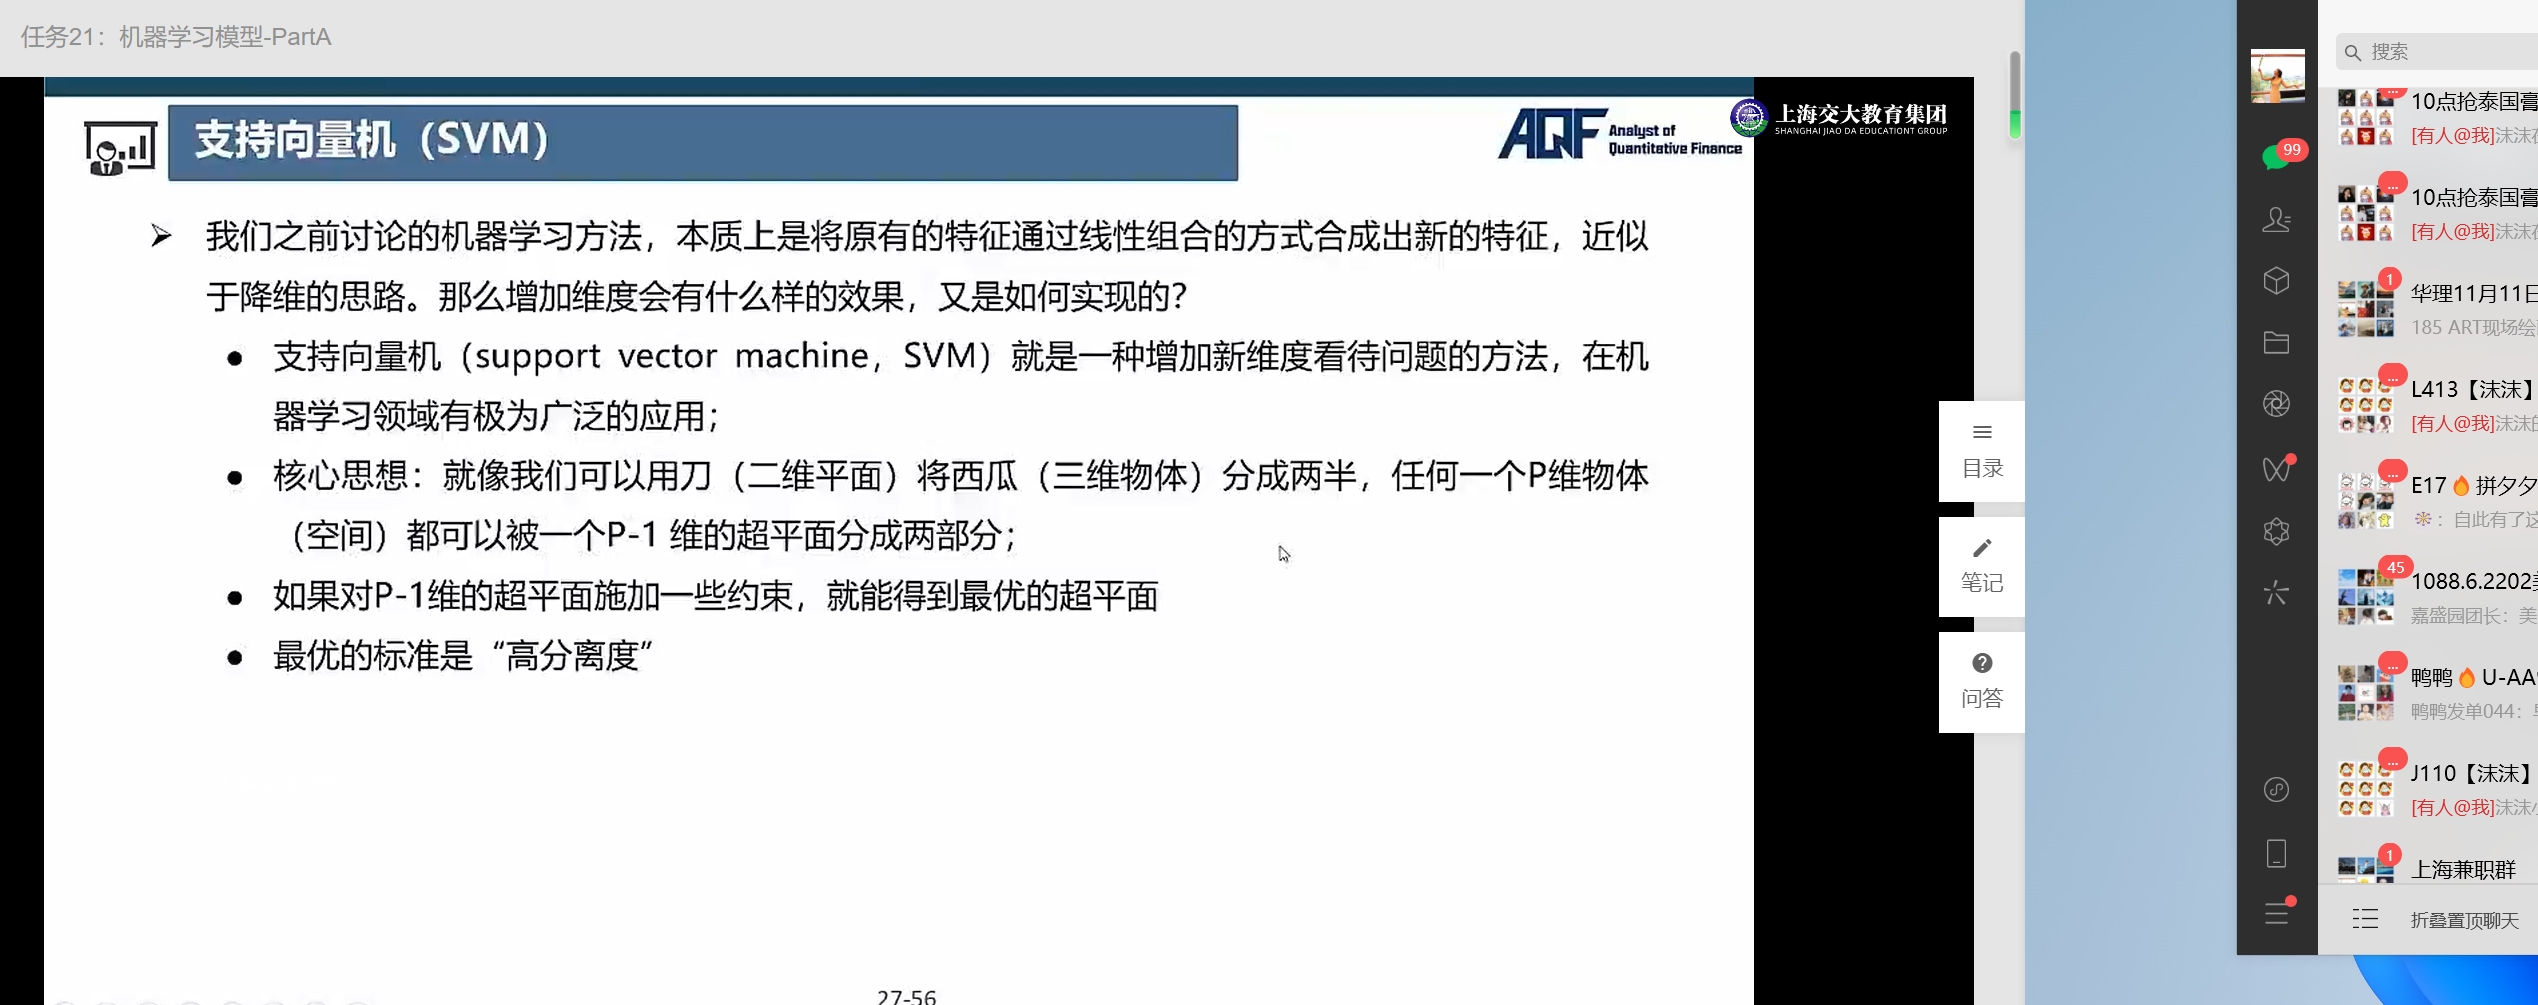 任务21：机器学习模型-PartA
支持向量机（SVM）
AQF Analyst of
Quantitative Finance
上海交大教育集团
SHANGHAI JIAO DA EDUCATIONT GROUP
➢ 我们之前讨论的机器学习方法，本质上是将原有的特征通过线性组合的方式合成出新的特征，近似
于降维的思路。那么增加维度会有什么样的效果，又是如何实现的？
● 支持向量机（support vector machine，SVM）就是一种增加新维度看待问题的方法，在机
器学习领域有极为广泛的应用；
● 核心思想：就像我们可以用刀（二维平面）将西瓜（三维物体）分成两半，任何一个P维物体
（空间）都可以被一个P-1 维的超平面分成两部分；
● 如果对P-1维的超平面施加一些约束，就能得到最优的超平面
● 最优的标准是“高分离度”
27-56
目录
笔记
问答
99
搜索
10点抢泰国膏
[有人@我]沫沫在
10点抢泰国膏
[有人@我]沫沫在
1
华理11月11日
185 ART现场绘
L413【沫沫】
[有人@我]沫沫的
E17🔥拼夕夕
：自此有了这
45
1088.6.2202美
嘉盛园团长：美
鸭鸭🔥U-AA
鸭鸭发单044：
J110【沫沫】
[有人@我]沫沫小
1
上海兼职群
折叠置顶聊天